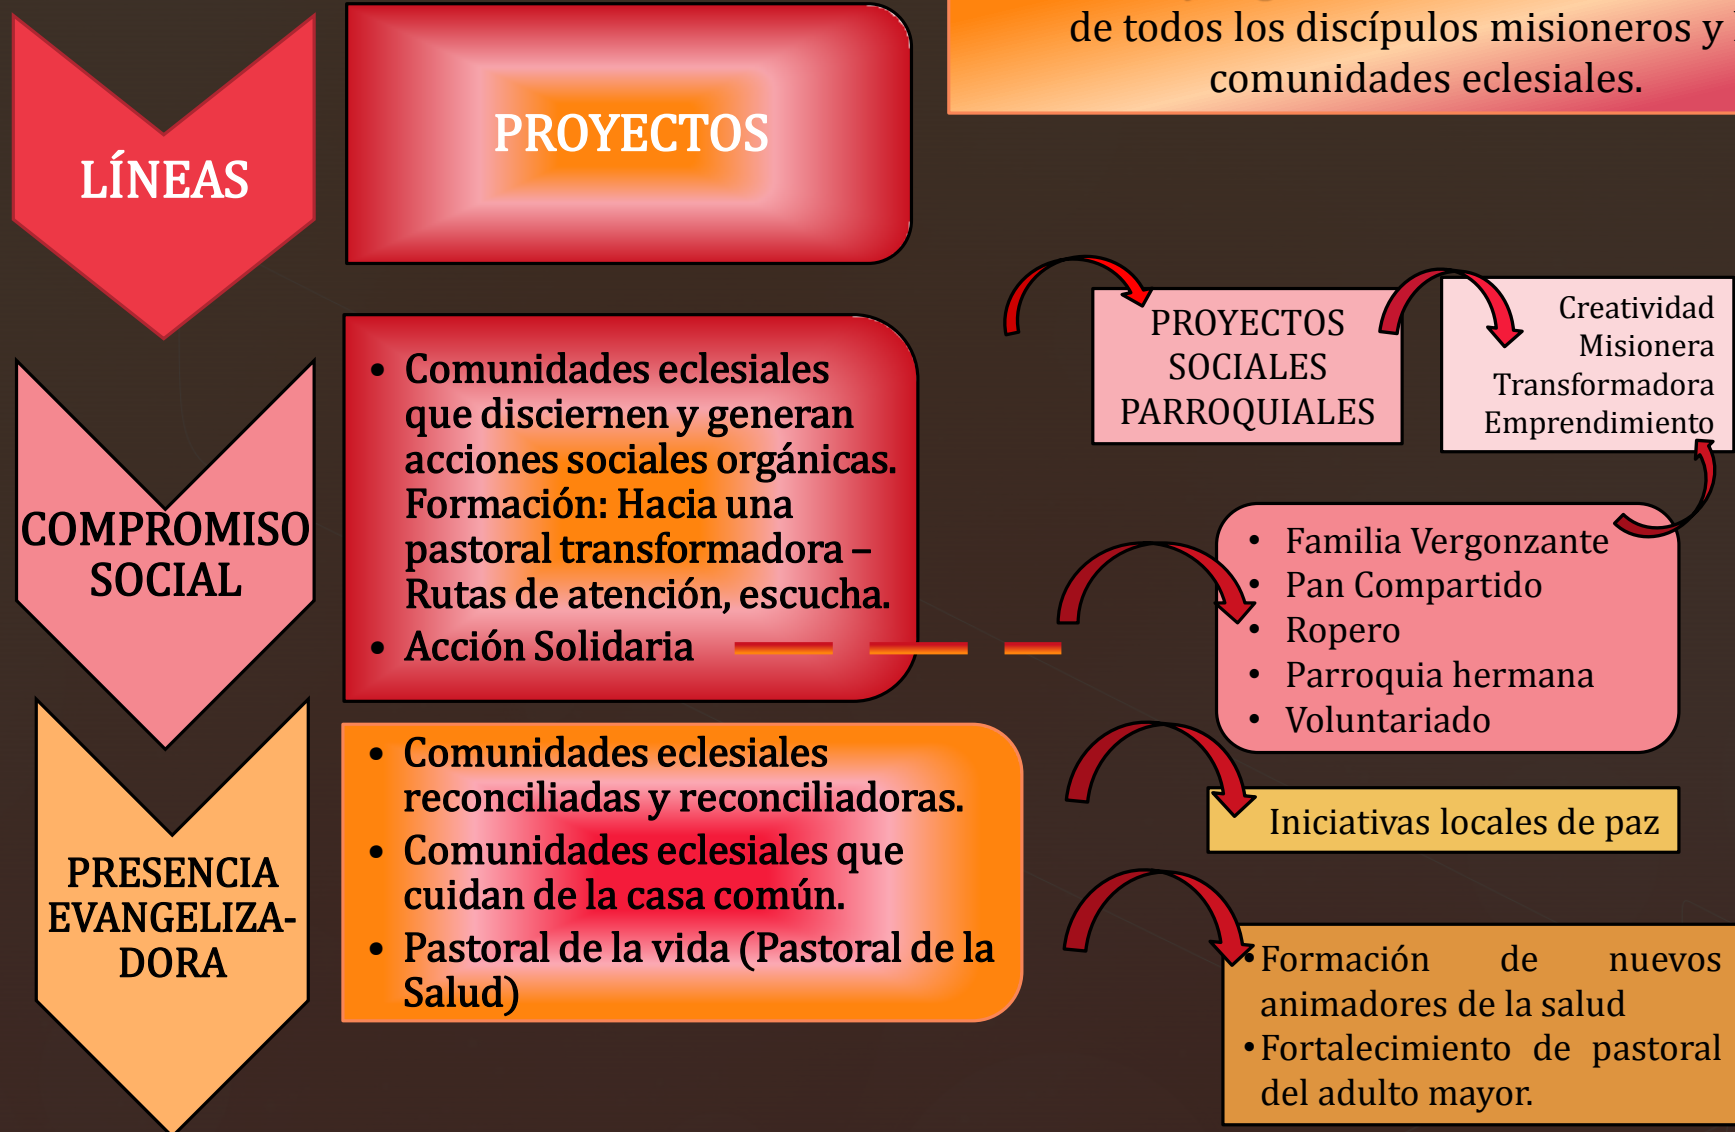 de todos los discípulos misioneros y
comunidades eclesiales.
LÍNEAS
PROYECTOS
COMPROMISO
SOCIAL
• Comunidades eclesiales
que disciernen y generan
acciones sociales orgánicas.
Formación: Hacia una
pastoral transformadora –
Rutas de atención, escucha.
• Acción Solidaria
PROYECTOS
SOCIALES
PARROQUIALES
Creatividad
Misionera
Transformadora
Emprendimiento
• Familia Vergonzante
• Pan Compartido
• Ropero
• Parroquia hermana
• Voluntariado
PRESENCIA
EVANGELIZA-
DORA
• Comunidades eclesiales
reconciliadas y reconciliadoras.
• Comunidades eclesiales que
cuidan de la casa común.
• Pastoral de la vida (Pastoral de la
Salud)
Iniciativas locales de paz
• Formación de nuevos
animadores de la salud
• Fortalecimiento de pastoral
del adulto mayor.